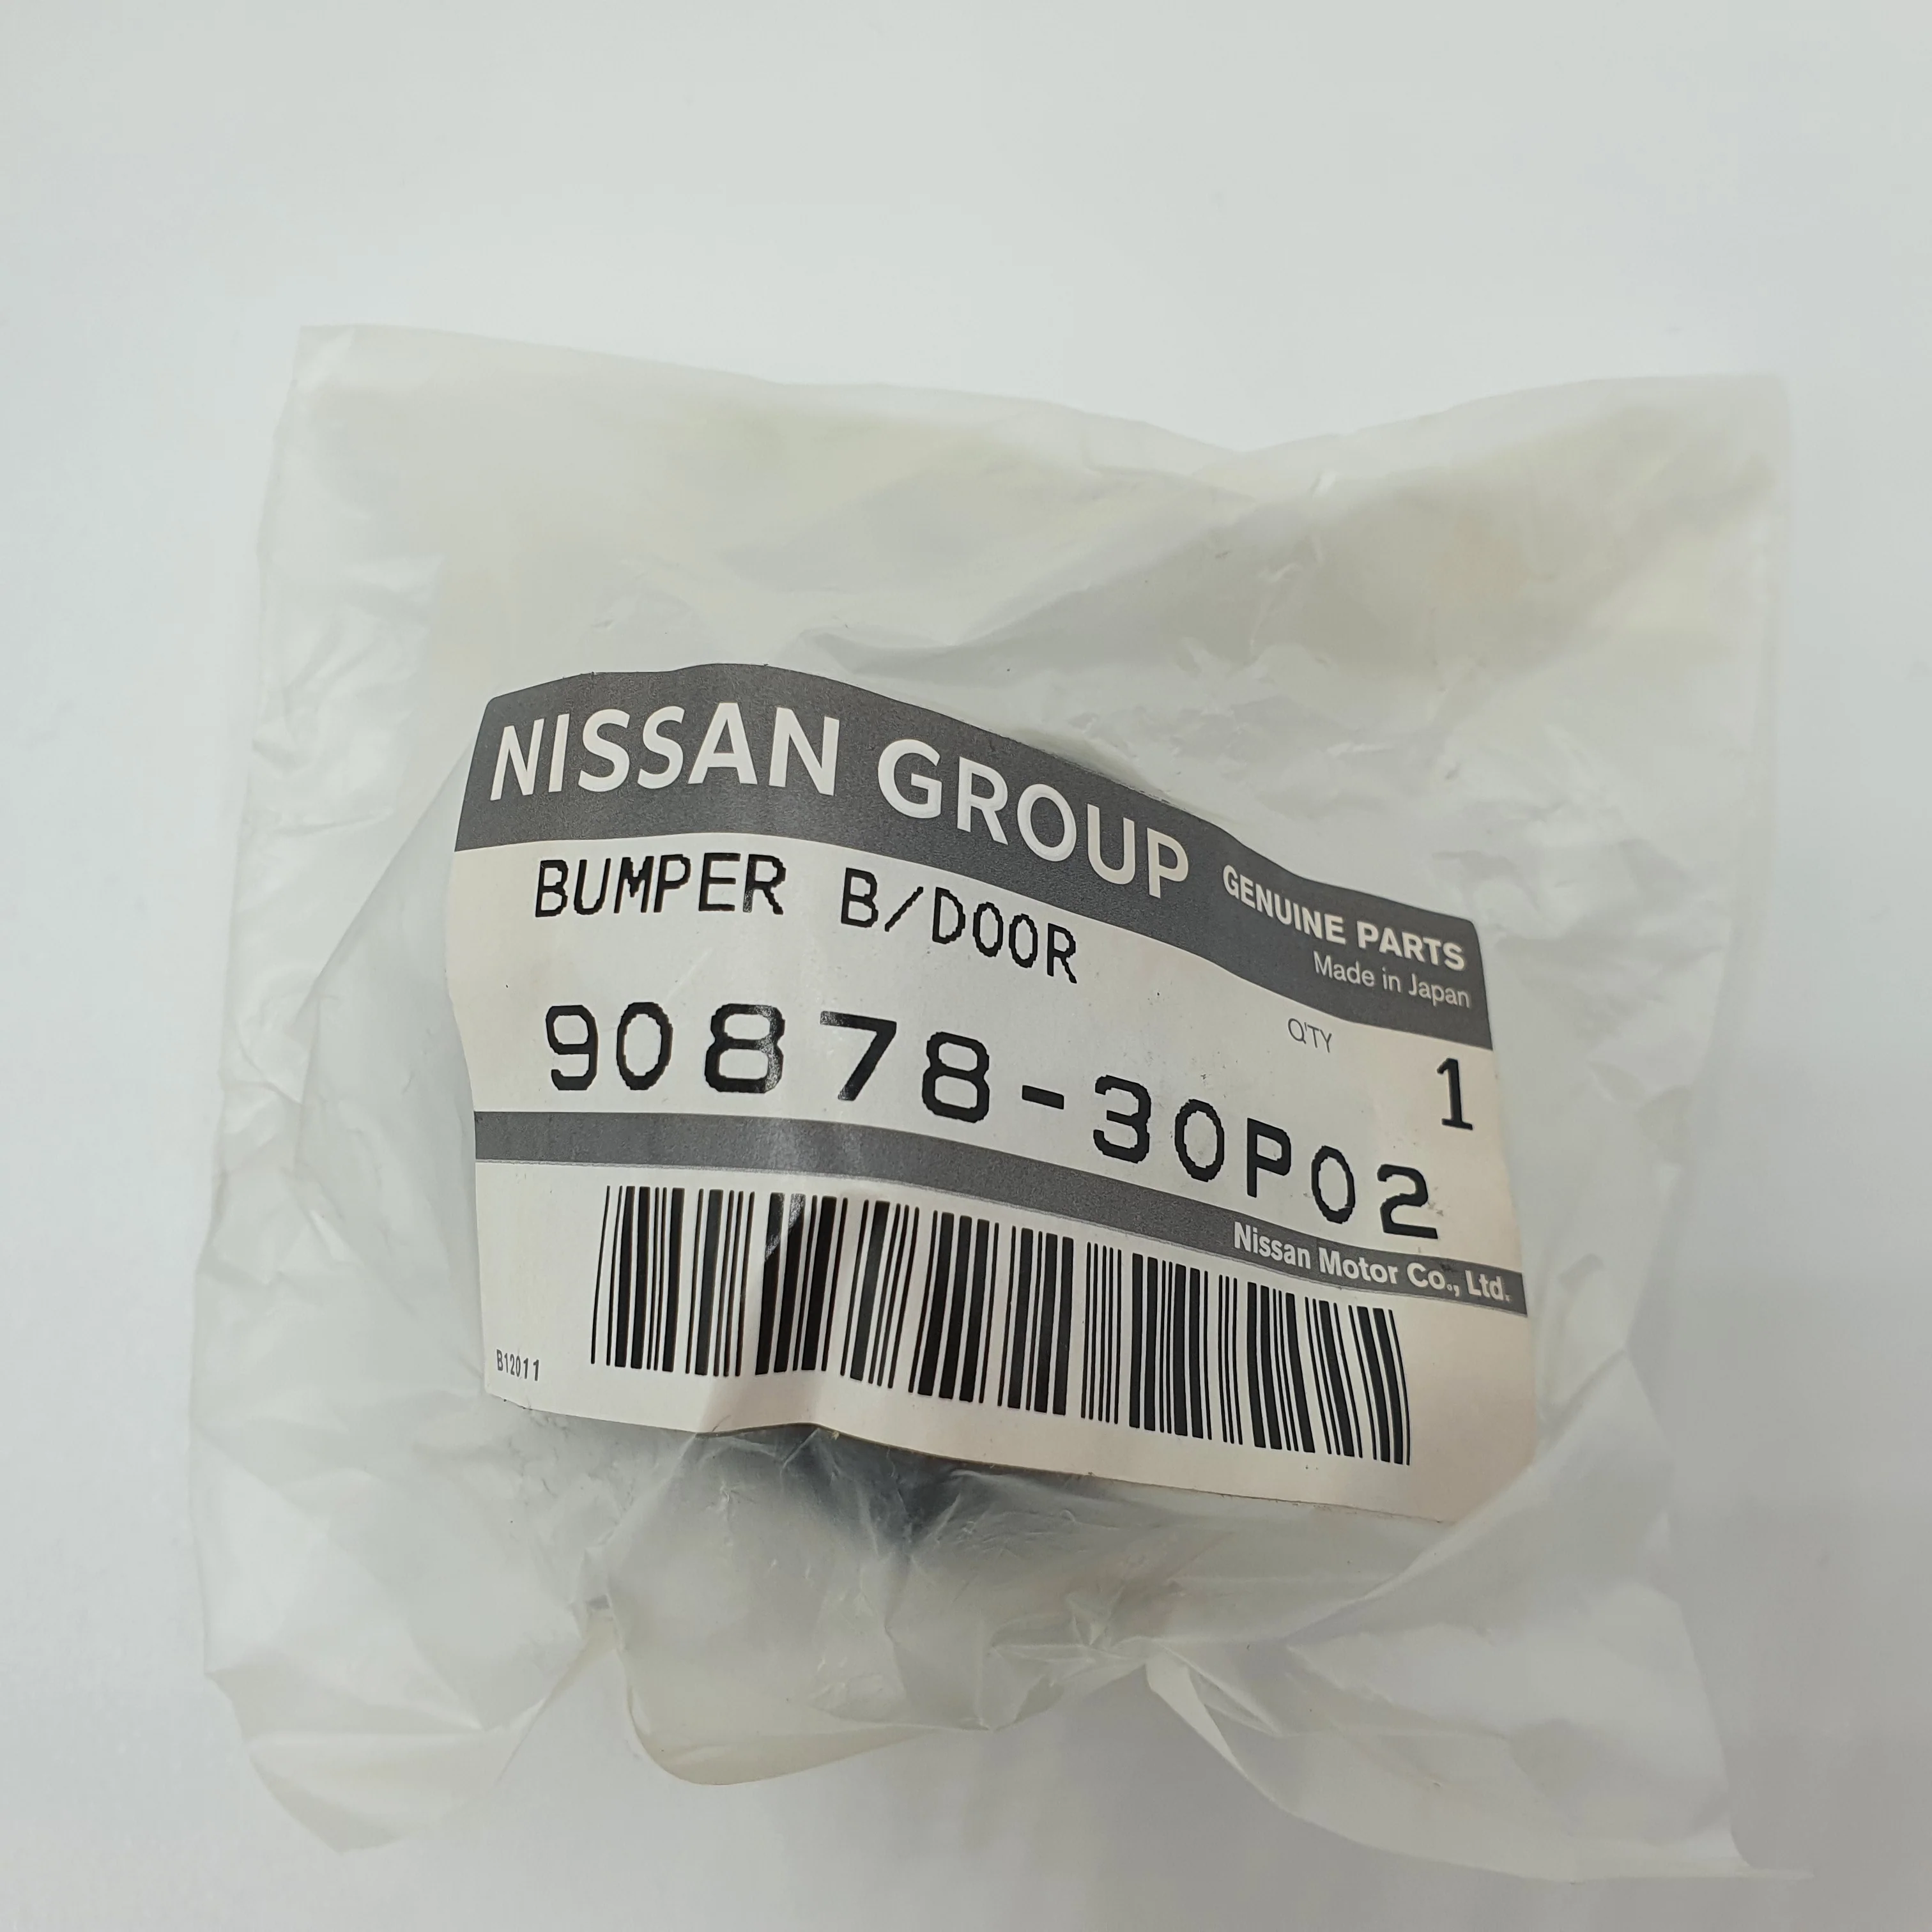 NISSAN GROUP GENUINE PARTS
Made in Japan
BUMPER B/DOOR
Q'TY 1
90878-30P02
Nissan Motor Co., Ltd.
B12011